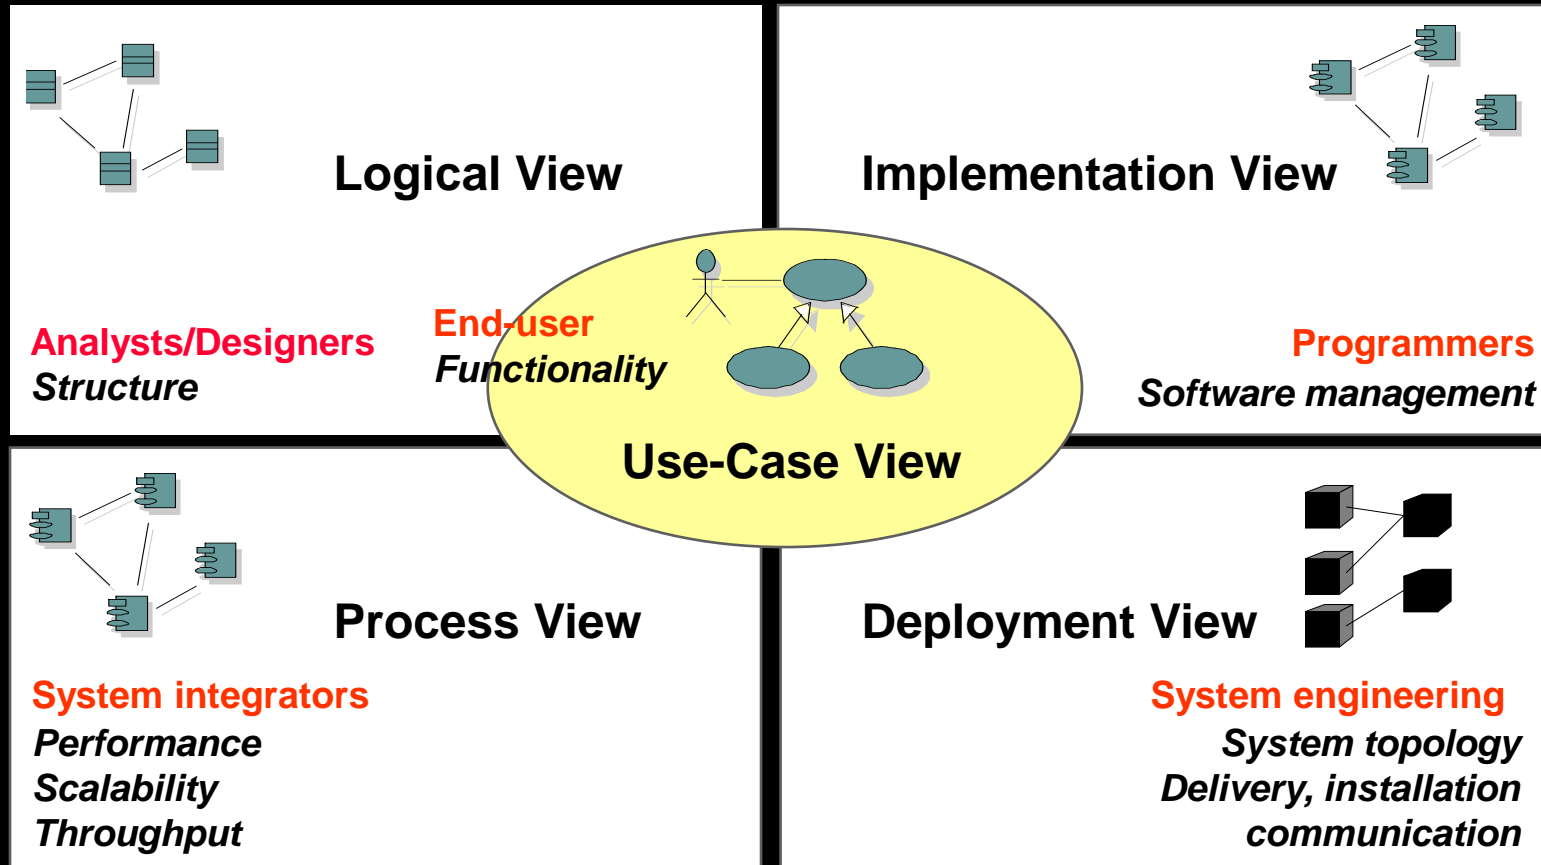 Logical View
Analysts/Designers
Structure
Implementation View
Programmers
Software management
End-user
Functionality
Use-Case View
Process View
System integrators
Performance
Scalability
Throughput
Deployment View
System engineering
System topology
Delivery, installation
communication